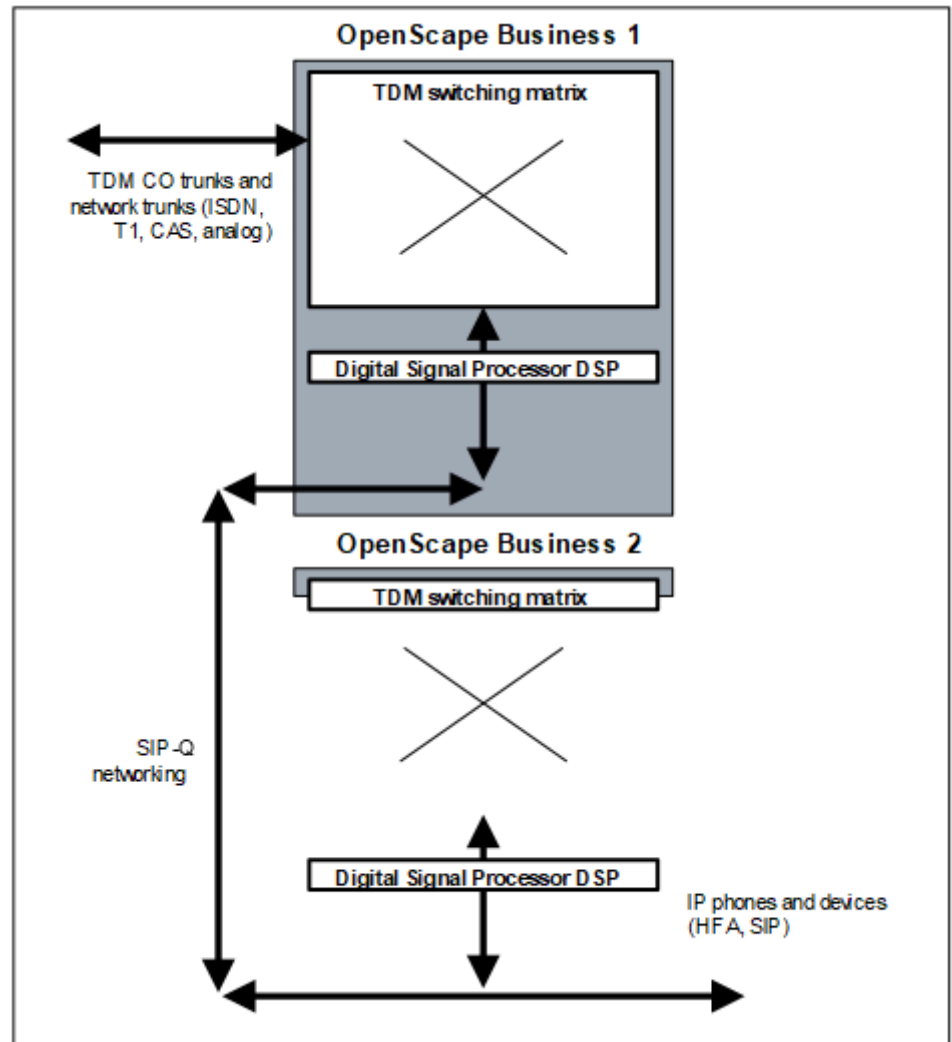 OpenScape Business 1
TDM switching matrix
TDM CO trunks and
network trunks (ISDN,
T1, CAS, analog)
Digital Signal Processor DSP
OpenScape Business 2
TDM switching matrix
SIP-Q
networking
Digital Signal Processor DSP
IP phones and devices
(HFA, SIP)